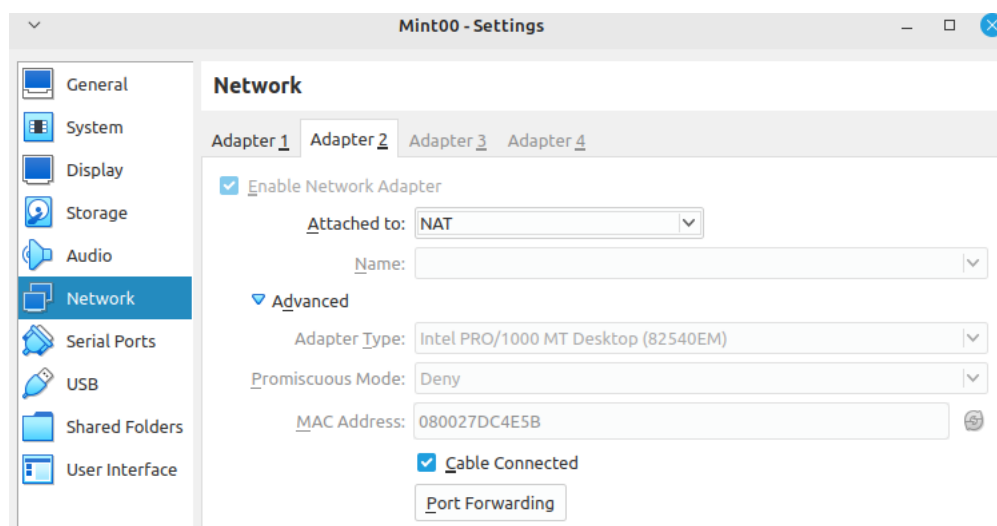 Mint00 - Settings
General
System
Display
Storage
Audio
Network
Serial Ports
USB
Shared Folders
User Interface
Network
Adapter 1 Adapter 2 Adapter 3 Adapter 4
Enable Network Adapter
Attached to: NAT
Name:
Advanced
Adapter Type: Intel PRO/1000 MT Desktop (82540EM)
Promiscuous Mode: Deny
MAC Address: 080027DC4E5B
Cable Connected
Port Forwarding